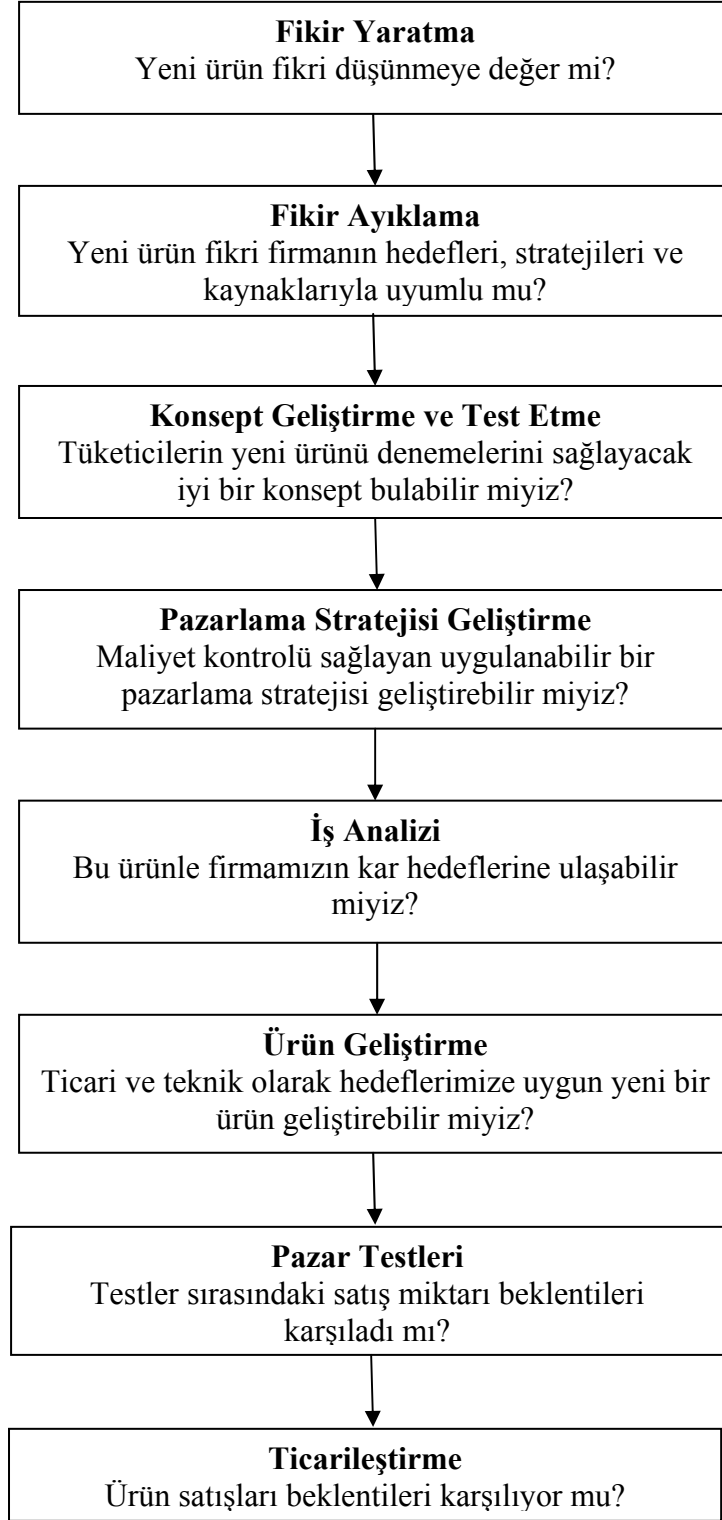 Fikir Yaratma
Yeni ürün fikri düşünmeye değer mi?
Fikir Ayıklama
Yeni ürün fikri firmanın hedefleri, stratejileri ve
kaynaklarıyla uyumlu mu?
Konsept Geliştirme ve Test Etme
Tüketicilerin yeni ürünü denemelerini sağlayacak
iyi bir konsept bulabilir miyiz?
Pazarlama Stratejisi Geliştirme
Maliyet kontrolü sağlayan uygulanabilir bir
pazarlama stratejisi geliştirebilir miyiz?
İş Analizi
Bu ürünle firmamızın kar hedeflerine ulaşabilir
miyiz?
Ürün Geliştirme
Ticari ve teknik olarak hedeflerimize uygun yeni bir
ürün geliştirebilir miyiz?
Pazar Testleri
Testler sırasındaki satış miktarı beklentileri
karşıladı mı?
Ticarileştirme
Ürün satışları beklentileri karşılıyor mu?